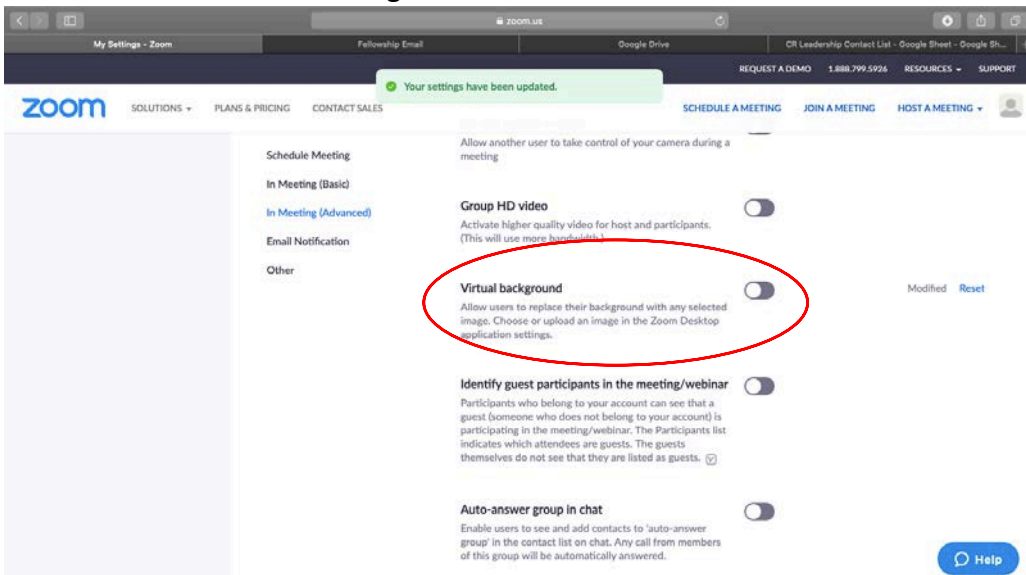 zoom.us
My Settings - Zoom
Fellowship Email
Google Drive
CR Leadership Contact List - Google Sheet - Google Sh...
REQUEST A DEMO 1.888.799.5926 RESOURCES SUPPORT
Your settings have been updated.
zoom SOLUTIONS PLANS & PRICING CONTACT SALES SCHEDULE A MEETING JOIN A MEETING HOST A MEETING
Schedule Meeting
In Meeting (Basic)
In Meeting (Advanced)
Email Notification
Other
Allow another user to take control of your camera during a
meeting
Group HD video
Activate higher quality video for host and participants.
(This will use more bandwidth.)
Virtual background
Modified Reset
Allow users to replace their background with any selected
image. Choose or upload an image in the Zoom Desktop
application settings.
Identify guest participants in the meeting/webinar
Participants who belong to your account can see that a
guest (someone who does not belong to your account) is
participating in the meeting/webinar. The Participants list
indicates which attendees are guests. The guests
themselves do not see that they are listed as guests.
Auto-answer group in chat
Enable users to see and add contacts to 'auto-answer
group' in the contact list on chat. Any call from members
of this group will be automatically answered.
Help